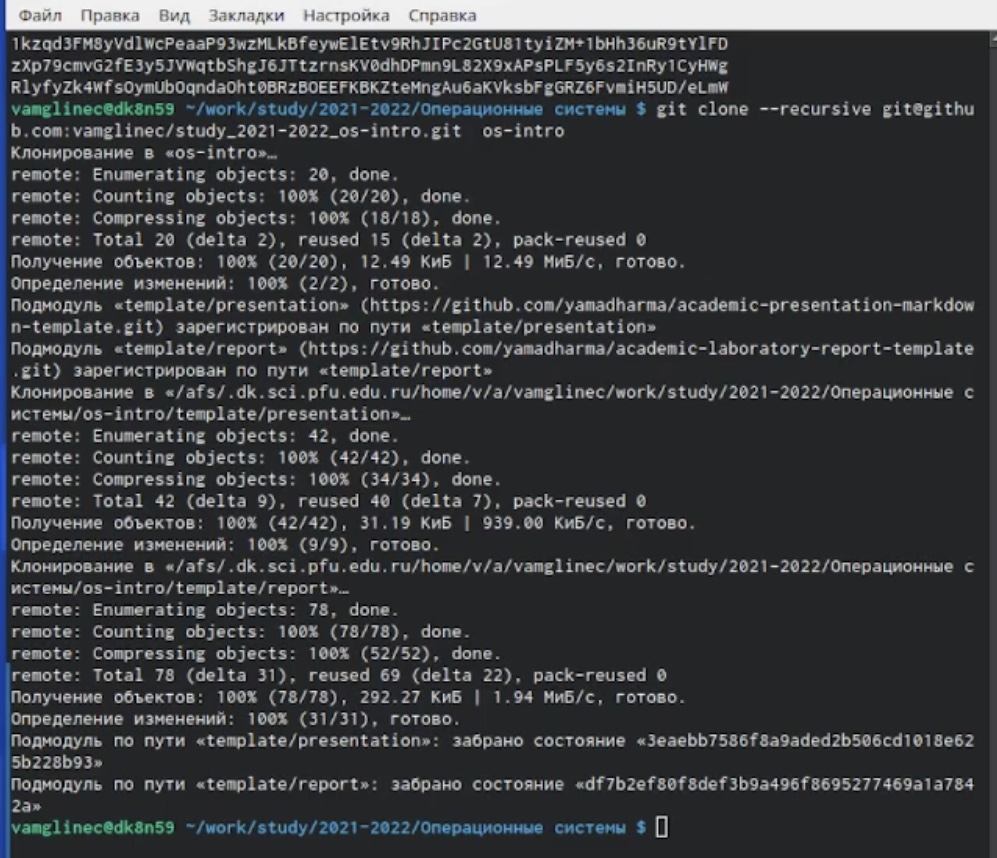 Файл Правка Вид Закладки Настройка Справка
1kzqd3FM8yVdlWcPeaaP93wzMLkBfeywElEtv9RhJIPc2GtU81tyiZM+1bHh36uR9tYlFD
zXp79cmvG2fE3y5JVWqtbShgJ6JTtzrnsKV0dhDPmn9L82X9xAPsPLF5y6s2InRy1CyHWg
RlyfyZk4WfsOymUbOqndaOht0BRzBOEEFKBKZteMngAu6aKVksbFgGRZ6FvmiH5UD/eLmW
vamglinec@dk8n59 ~/work/study/2021-2022/Операционные системы $ git clone --recursive git@githu
b.com:vamglinec/study_2021-2022_os-intro.git  os-intro
Клонирование в «os-intro»…
remote: Enumerating objects: 20, done.
remote: Counting objects: 100% (20/20), done.
remote: Compressing objects: 100% (18/18), done.
remote: Total 20 (delta 2), reused 15 (delta 2), pack-reused 0
Получение объектов: 100% (20/20), 12.49 КиБ | 12.49 МиБ/с, готово.
Определение изменений: 100% (2/2), готово.
Подмодуль «template/presentation» (https://github.com/yamadharma/academic-presentation-markdow
n-template.git) зарегистрирован по пути «template/presentation»
Подмодуль «template/report» (https://github.com/yamadharma/academic-laboratory-report-template
.git) зарегистрирован по пути «template/report»
Клонирование в «/afs/.dk.sci.pfu.edu.ru/home/v/a/vamglinec/work/study/2021-2022/Операционные с
истемы/os-intro/template/presentation»…
remote: Enumerating objects: 42, done.
remote: Counting objects: 100% (42/42), done.
remote: Compressing objects: 100% (34/34), done.
remote: Total 42 (delta 9), reused 40 (delta 7), pack-reused 0
Получение объектов: 100% (42/42), 31.19 КиБ | 939.00 КиБ/с, готово.
Определение изменений: 100% (9/9), готово.
Клонирование в «/afs/.dk.sci.pfu.edu.ru/home/v/a/vamglinec/work/study/2021-2022/Операционные с
истемы/os-intro/template/report»…
remote: Enumerating objects: 78, done.
remote: Counting objects: 100% (78/78), done.
remote: Compressing objects: 100% (52/52), done.
remote: Total 78 (delta 31), reused 69 (delta 22), pack-reused 0
Получение объектов: 100% (78/78), 292.27 КиБ | 1.94 МиБ/с, готово.
Определение изменений: 100% (31/31), готово.
Подмодуль по пути «template/presentation»: забрано состояние «3eaebb7586f8a9aded2b506cd1018e62
5b228b93»
Подмодуль по пути «template/report»: забрано состояние «df7b2ef80f8def3b9a496f8695277469a1a784
2a»
vamglinec@dk8n59 ~/work/study/2021-2022/Операционные системы $